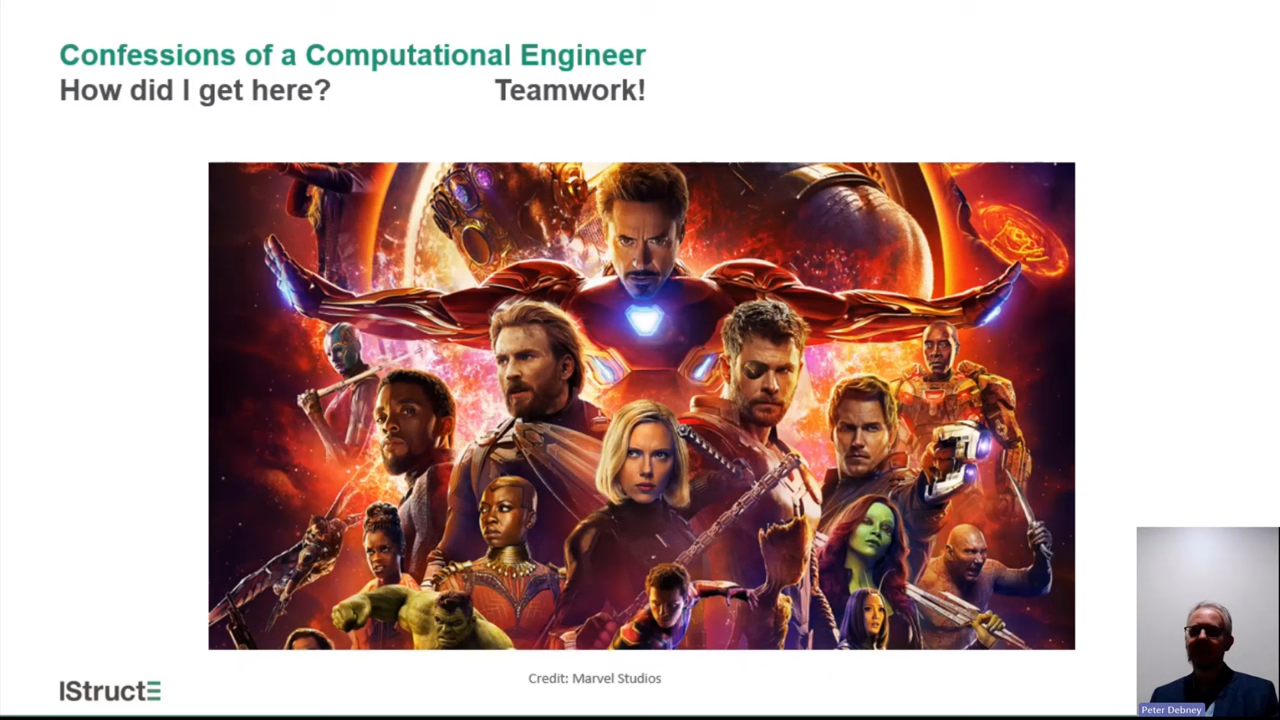 Confessions of a Computational Engineer
How did I get here? Teamwork!
Credit: Marvel Studios
IStructE
Peter Debney